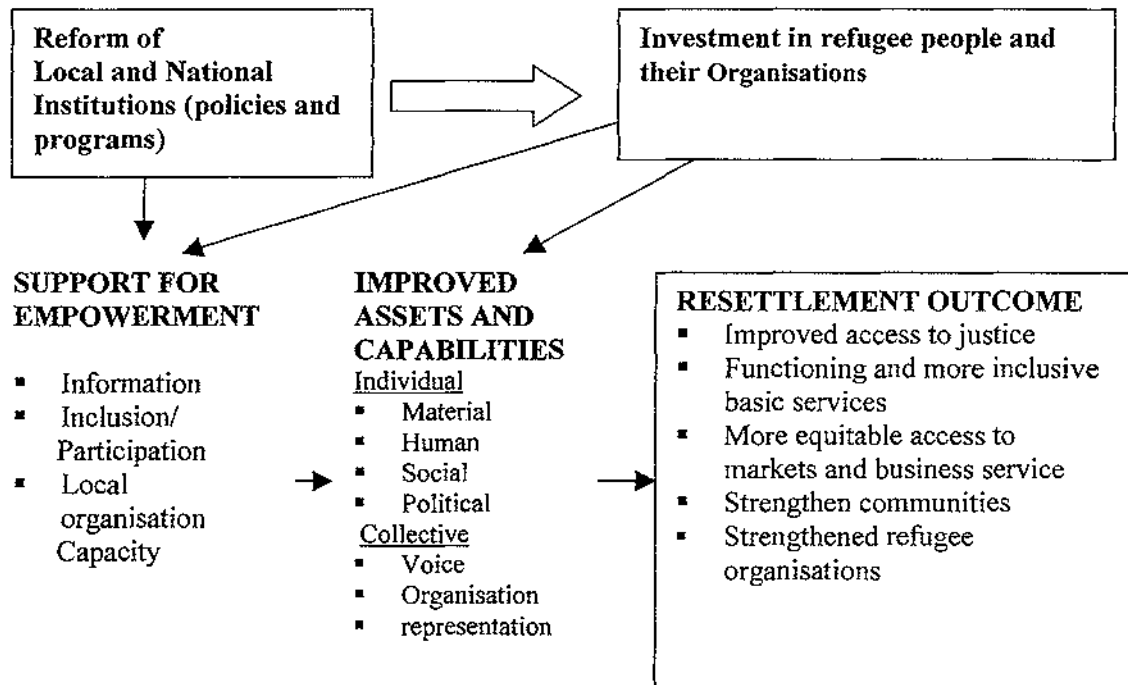 Reform of
Local and National
Institutions (policies and
programs)
Investment in refugee people and
their Organisations
SUPPORT FOR
EMPOWERMENT
▪ Information
▪ Inclusion/
Participation
▪ Local
organisation
Capacity
IMPROVED
ASSETS AND
CAPABILITIES
Individual
▪ Material
▪ Human
▪ Social
▪ Political
Collective
▪ Voice
▪ Organisation
▪ representation
RESETTLEMENT OUTCOME
▪ Improved access to justice
▪ Functioning and more inclusive
basic services
▪ More equitable access to
markets and business service
▪ Strengthen communities
▪ Strengthened refugee
organisations